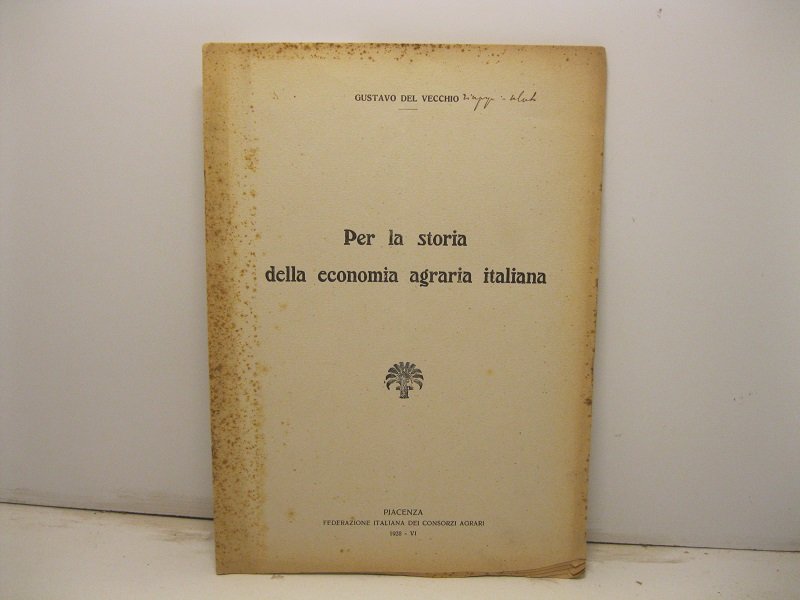 GUSTAVO DEL VECCHIO
Per la storia
della economia agraria italiana
PIACENZA
FEDERAZIONE ITALIANA DEI CONSORZI AGRARI
1928 - VI